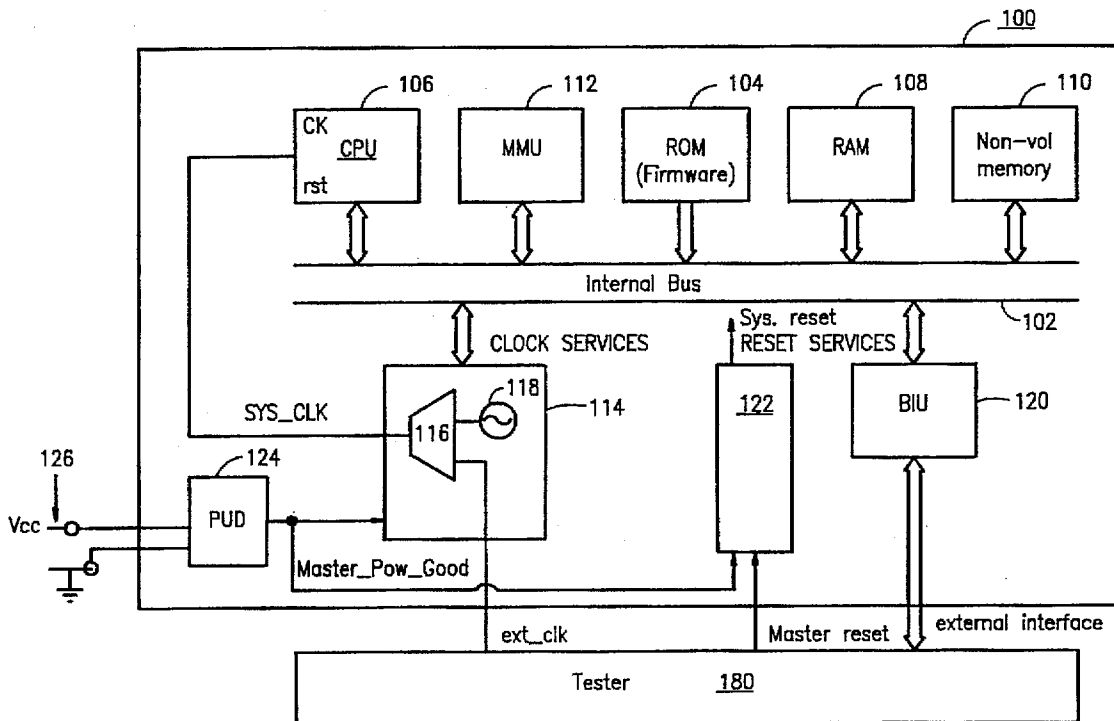 100
106
112
104
108
110
CK
CPU
rst
MMU
ROM
(Firmware)
RAM
Non-vol
memory
Internal Bus
102
CLOCK SERVICES
Sys. reset
RESET SERVICES
SYS_CLK
116
118
114
122
BIU
120
126
124
Vcc
PUD
Master_Pow_Good
ext_clk
Master reset
external interface
Tester
180